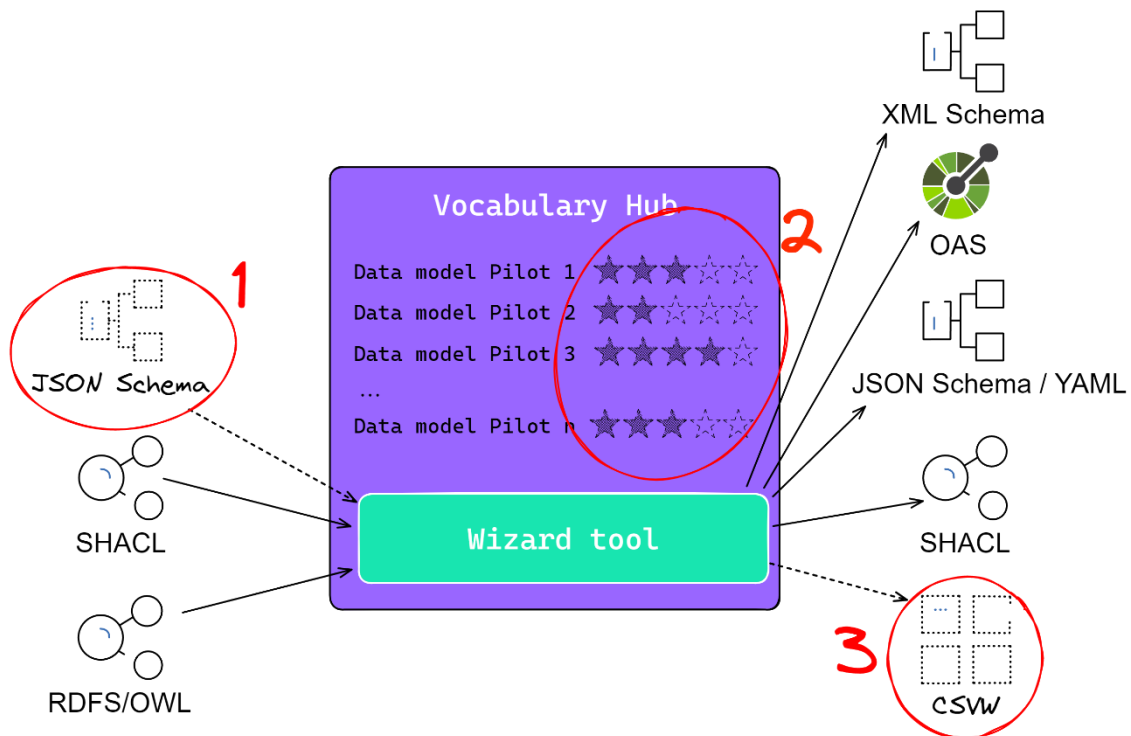 XML Schema
OAS
JSON Schema / YAML
SHACL
3
CSVW
Vocabulary Hub
2
Data model Pilot 1
Data model Pilot 2
Data model Pilot 3
...
Data model Pilot n
Wizard tool
1
JSON Schema
SHACL
RDFS/OWL